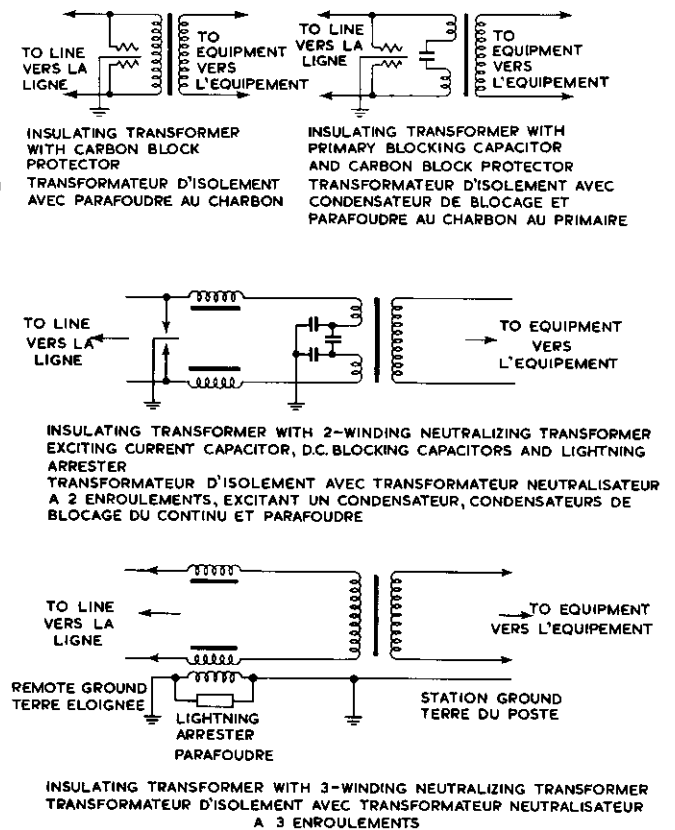 TO LINE
VERS LA
LIGNE
TO
EQUIPMENT
VERS
L'EQUIPEMENT
INSULATING TRANSFORMER
WITH CARBON BLOCK
PROTECTOR
TRANSFORMATEUR D'ISOLEMENT
AVEC PARAFOUDRE AU CHARBON
TO LINE
VERS LA
LIGNE
TO
EQUIPMENT
VERS
L'EQUIPEMENT
INSULATING TRANSFORMER WITH
PRIMARY BLOCKING CAPACITOR
AND CARBON BLOCK PROTECTOR
TRANSFORMATEUR D'ISOLEMENT AVEC
CONDENSATEUR DE BLOCAGE ET
PARAFOUDRE AU CHARBON AU PRIMAIRE
TO LINE
VERS LA
LIGNE
TO EQUIPMENT
VERS
L'EQUIPEMENT
INSULATING TRANSFORMER WITH 2-WINDING NEUTRALIZING TRANSFORMER
EXCITING CURRENT CAPACITOR, D.C. BLOCKING CAPACITORS AND LIGHTNING
ARRESTER
TRANSFORMATEUR D'ISOLEMENT AVEC TRANSFORMATEUR NEUTRALISATEUR
A 2 ENROULEMENTS, EXCITANT UN CONDENSATEUR, CONDENSATEURS DE
BLOCAGE DU CONTINU ET PARAFOUDRE
TO LINE
VERS LA
LIGNE
TO EQUIPMENT
VERS L'EQUIPEMENT
REMOTE GROUND
TERRE ELOIGNÉE
LIGHTNING
ARRESTER
PARAFOUDRE
STATION GROUND
TERRE DU POSTE
INSULATING TRANSFORMER WITH 3-WINDING NEUTRALIZING TRANSFORMER
TRANSFORMATEUR D'ISOLEMENT AVEC TRANSFORMATEUR NEUTRALISATEUR
A 3 ENROULEMENTS